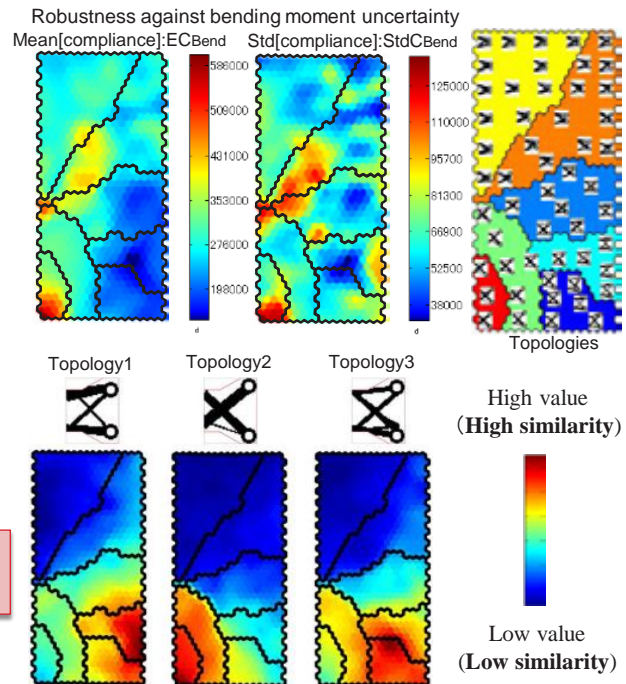 Robustness against bending moment uncertainty
Mean[compliance]:ECBend
Std[compliance]:StdCBend
586000
509000
431000
353000
276000
198000
d
125000
110000
95700
81300
66900
52500
38000
d
Topologies
Topology1
Topology2
Topology3
High value
(High similarity)
Low value
(Low similarity)